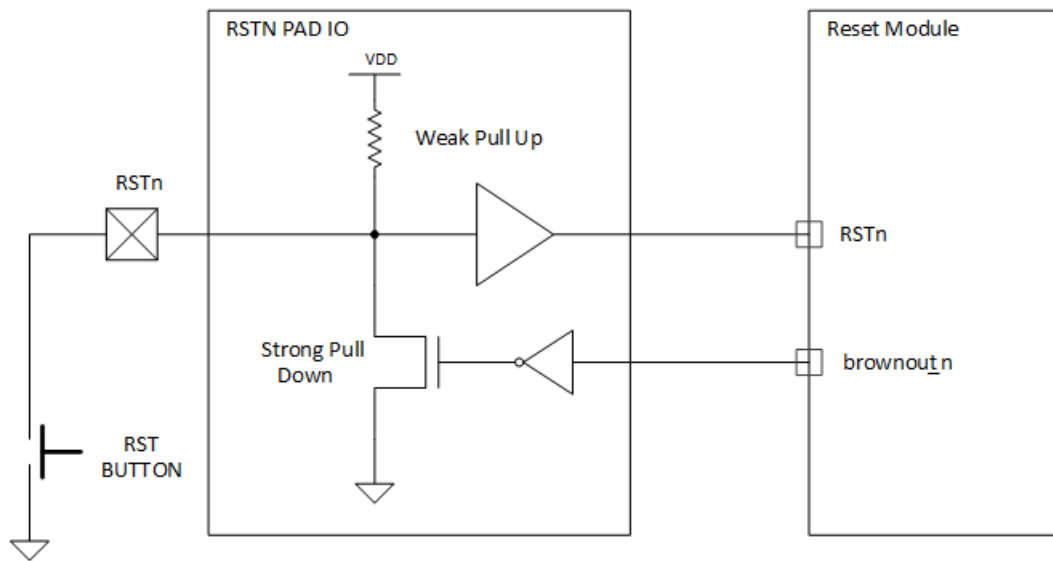 RSTN PAD IO
Reset Module
VDD
Weak Pull Up
RSTn
RSTn
Strong Pull
Down
brownout_n
RST
BUTTON